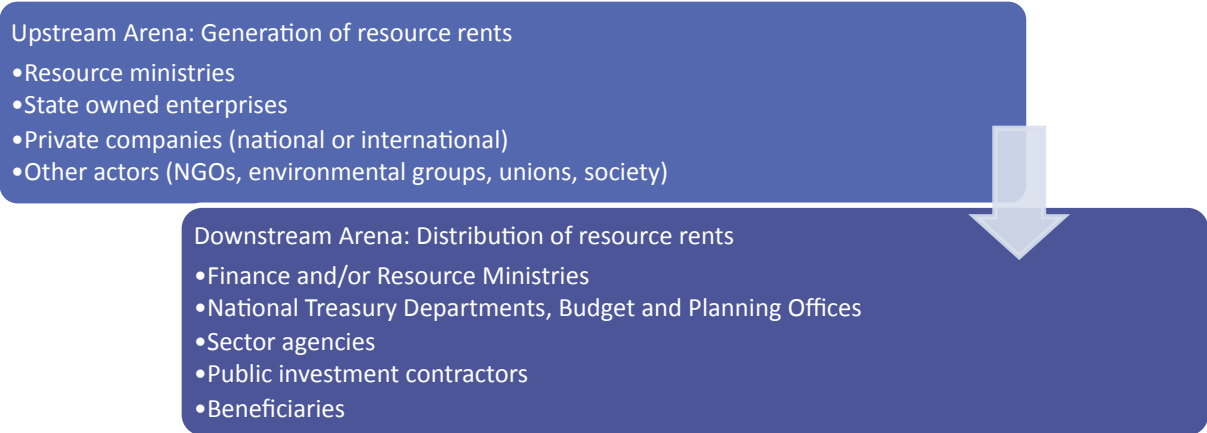 Upstream Arena: Generation of resource rents
•Resource ministries
•State owned enterprises
•Private companies (national or international)
•Other actors (NGOs, environmental groups, unions, society)
Downstream Arena: Distribution of resource rents
•Finance and/or Resource Ministries
•National Treasury Departments, Budget and Planning Offices
•Sector agencies
•Public investment contractors
•Beneficiaries